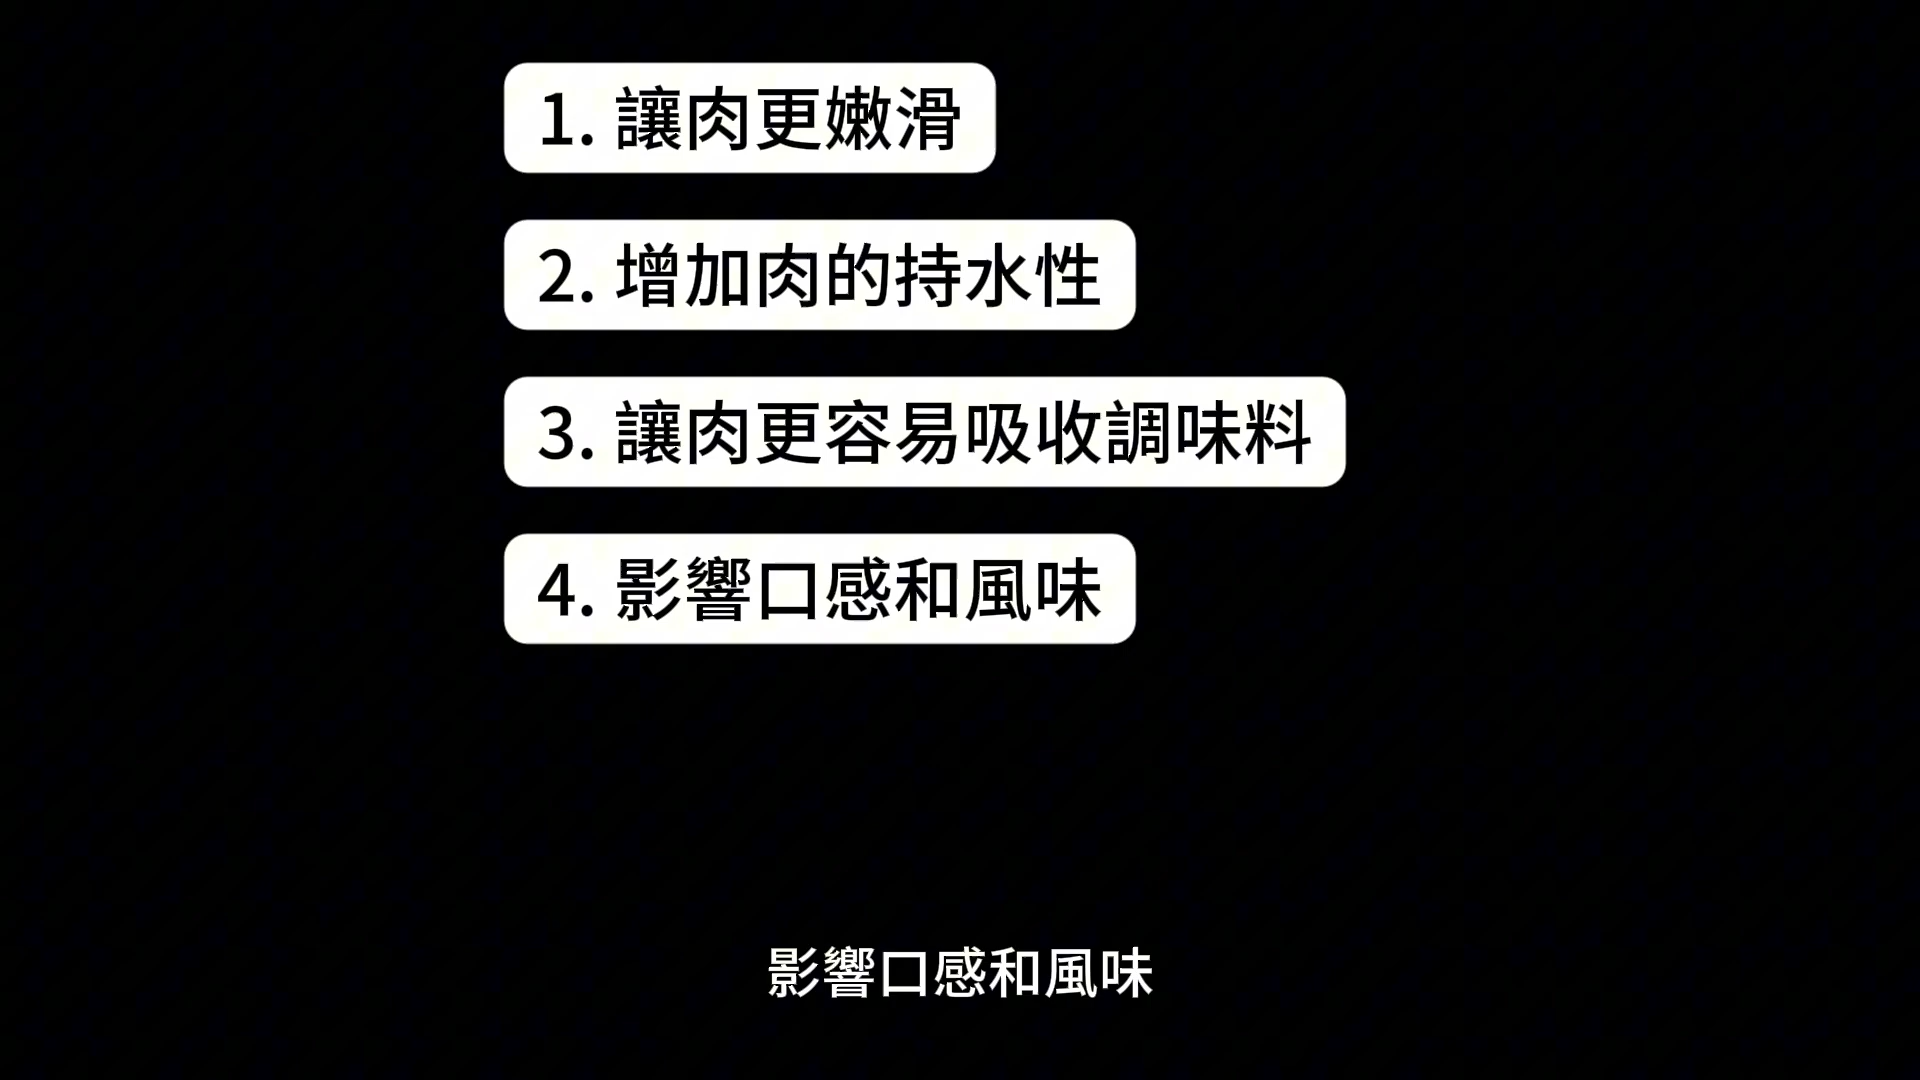 1. 讓肉更嫩滑
2. 增加肉的持水性
3. 讓肉更容易吸收調味料
4. 影響口感和風味
影響口感和風味